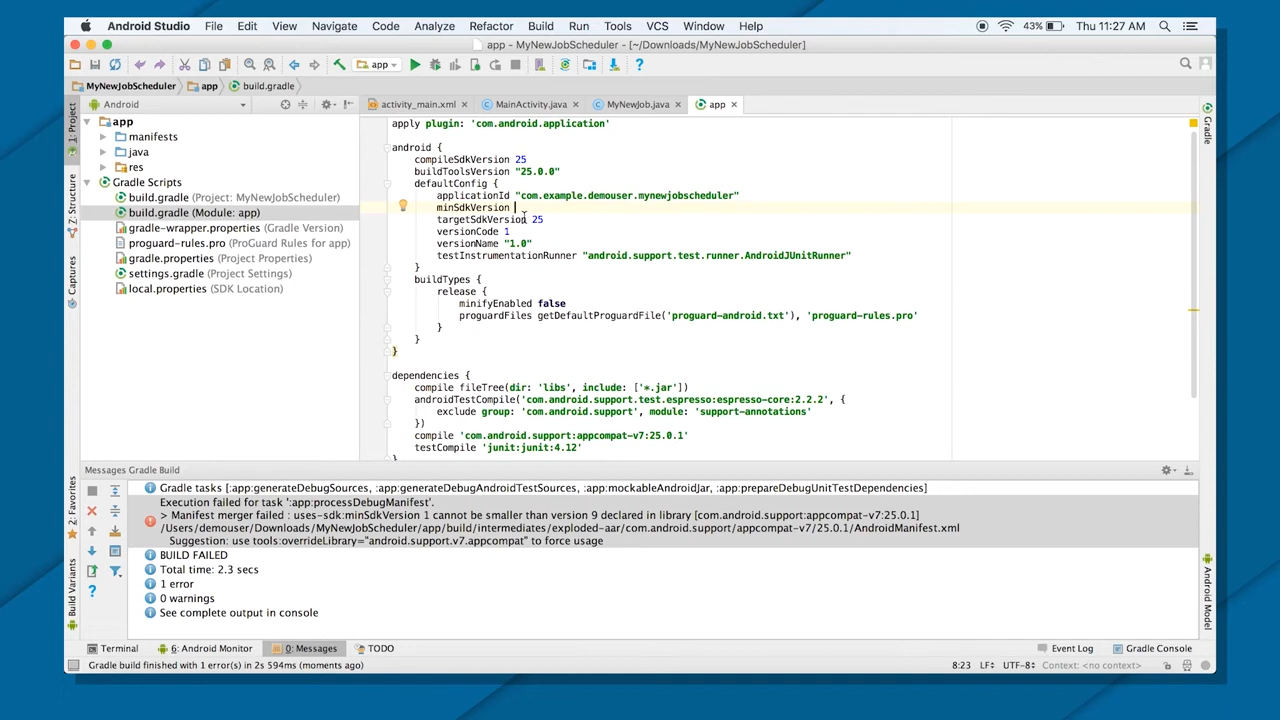 Android Studio File Edit View Navigate Code Analyze Refactor Build Run Tools VCS Window Help 43% Thu 11:27 AM
app - MyNewJobScheduler - [~/Downloads/MyNewJobScheduler]
app
MyNewJobScheduler app build.gradle
Android
activity_main.xml MainActivity.java MyNewJob.java app
1: Project
Z: Structure
Captures
2: Favorites
Build Variants
app
manifests
java
res
Gradle Scripts
build.gradle (Project: MyNewJobScheduler)
build.gradle (Module: app)
gradle-wrapper.properties (Gradle Version)
proguard-rules.pro (ProGuard Rules for app)
gradle.properties (Project Settings)
settings.gradle (Project Settings)
local.properties (SDK Location)
apply plugin: 'com.android.application'
android {
compileSdkVersion 25
buildToolsVersion "25.0.0"
defaultConfig {
applicationId "com.example.demouser.mynewjobscheduler"
minSdkVersion
targetSdkVersion 25
versionCode 1
versionName "1.0"
testInstrumentationRunner "android.support.test.runner.AndroidJUnitRunner"
}
buildTypes {
release {
minifyEnabled false
proguardFiles getDefaultProguardFile('proguard-android.txt'), 'proguard-rules.pro'
}
}
}
dependencies {
compile fileTree(dir: 'libs', include: ['*.jar'])
androidTestCompile('com.android.support.test.espresso:espresso-core:2.2.2', {
exclude group: 'com.android.support', module: 'support-annotations'
})
compile 'com.android.support:appcompat-v7:25.0.1'
testCompile 'junit:junit:4.12'
}
Gradle
Android Model
Messages Gradle Build
Gradle tasks [:app:generateDebugSources, :app:generateDebugAndroidTestSources, :app:mockableAndroidJar, :app:prepareDebugUnitTestDependencies]
Execution failed for task ':app:processDebugManifest'.
> Manifest merger failed : uses-sdk:minSdkVersion 1 cannot be smaller than version 9 declared in library [com.android.support:appcompat-v7:25.0.1]
/Users/demouser/Downloads/MyNewJobScheduler/app/build/intermediates/exploded-aar/com.android.support/appcompat-v7/25.0.1/AndroidManifest.xml
Suggestion: use tools:overrideLibrary="android.support.v7.appcompat" to force usage
BUILD FAILED
Total time: 2.3 secs
1 error
0 warnings
See complete output in console
Terminal 6: Android Monitor 0: Messages TODO Event Log Gradle Console
Gradle build finished with 1 error(s) in 2s 594ms (moments ago) 8:23 LF÷ UTF-8÷ Context: <no context>